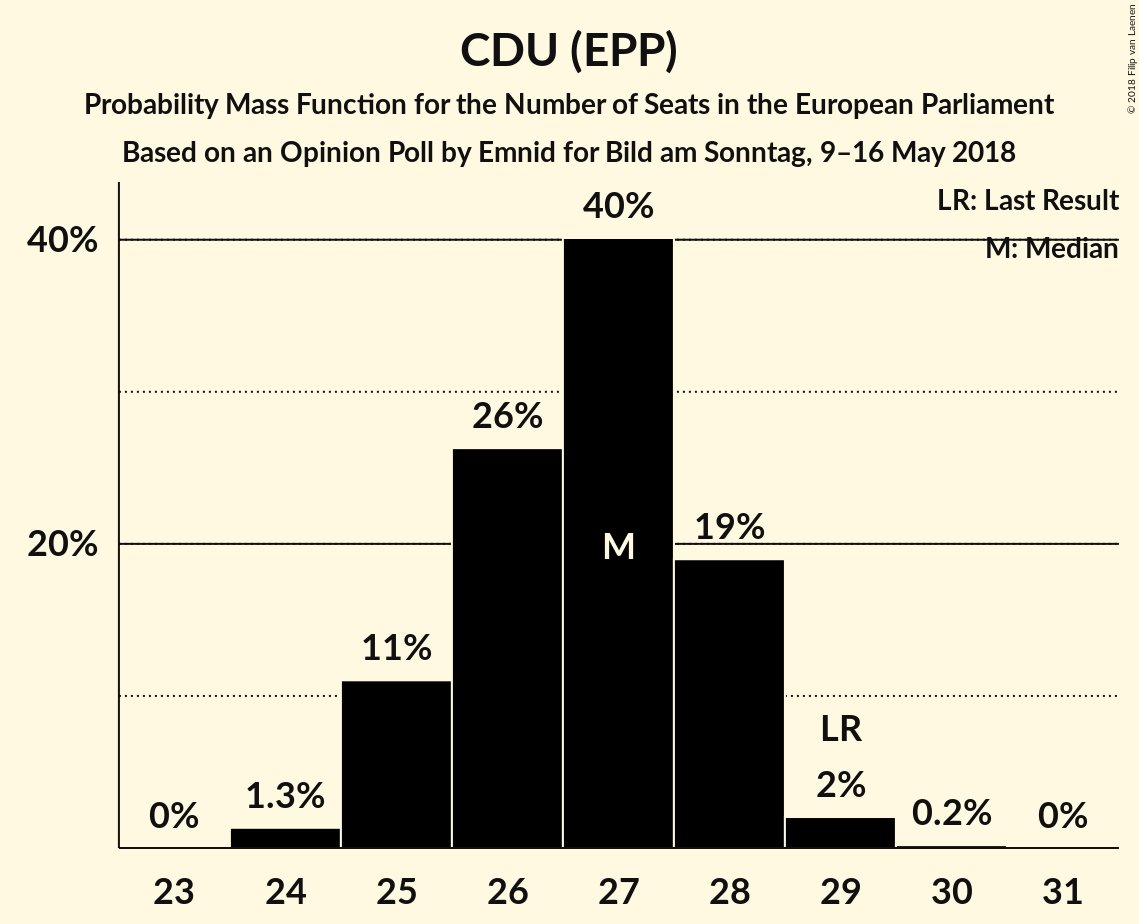 CDU (EPP)
Probability Mass Function for the Number of Seats in the European Parliament
Based on an Opinion Poll by Emnid for Bild am Sonntag, 9–16 May 2018
© 2018 Filip van Laenen
LR: Last Result
M: Median
40%
20%
0%
1.3%
11%
26%
40%
M
19%
LR
2%
0.2%
0%
23 24 25 26 27 28 29 30 31